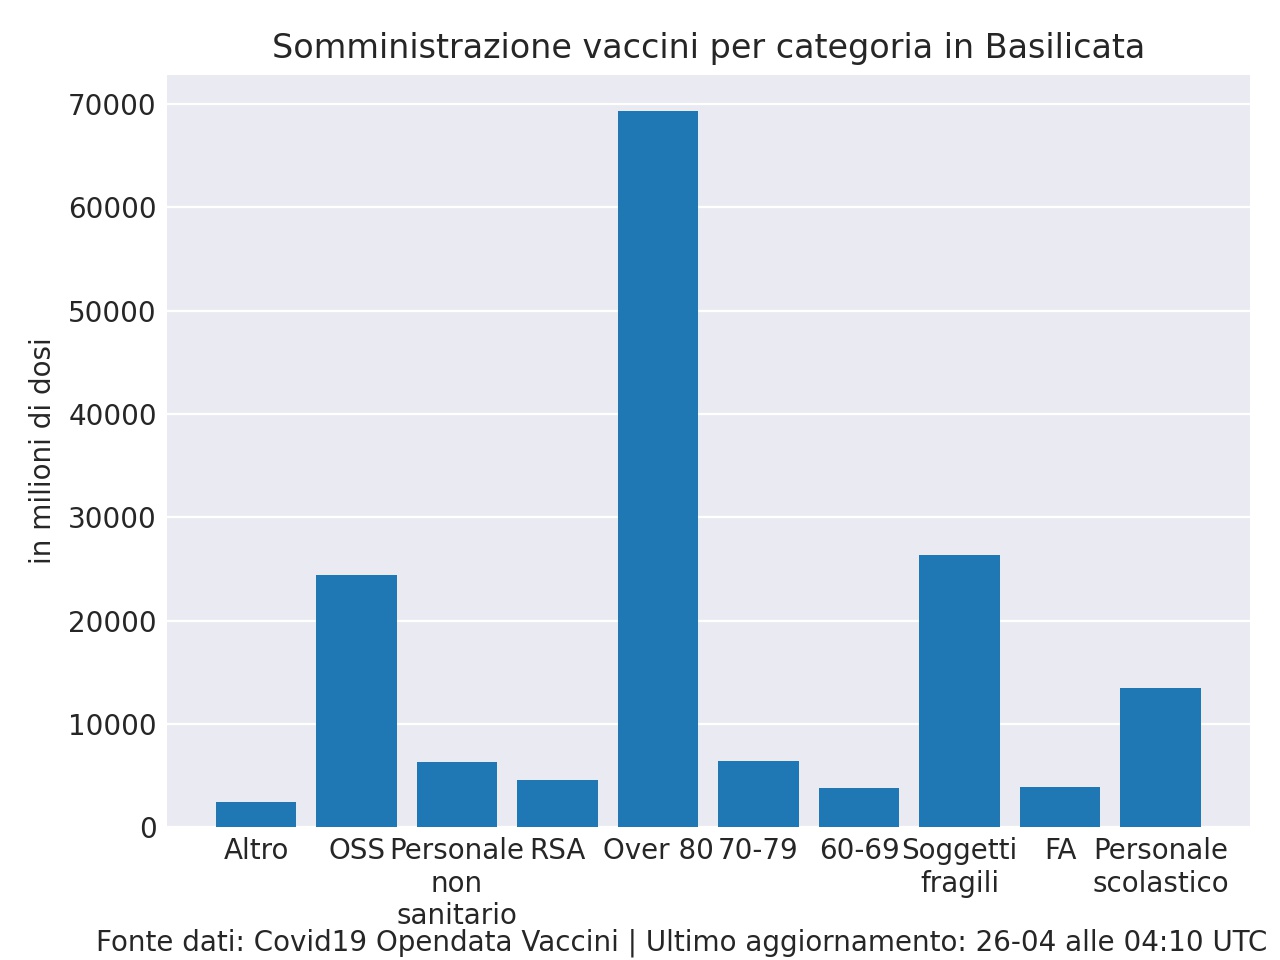 Somministrazione vaccini per categoria in Basilicata
in milioni di dosi
70000
60000
50000
40000
30000
20000
10000
0
Altro
OSS
Personale
non
sanitario
RSA
Over 80
70-79
60-69
Soggetti
fragili
FA
Personale
scolastico
Fonte dati: Covid19 Opendata Vaccini | Ultimo aggiornamento: 26-04 alle 04:10 UTC